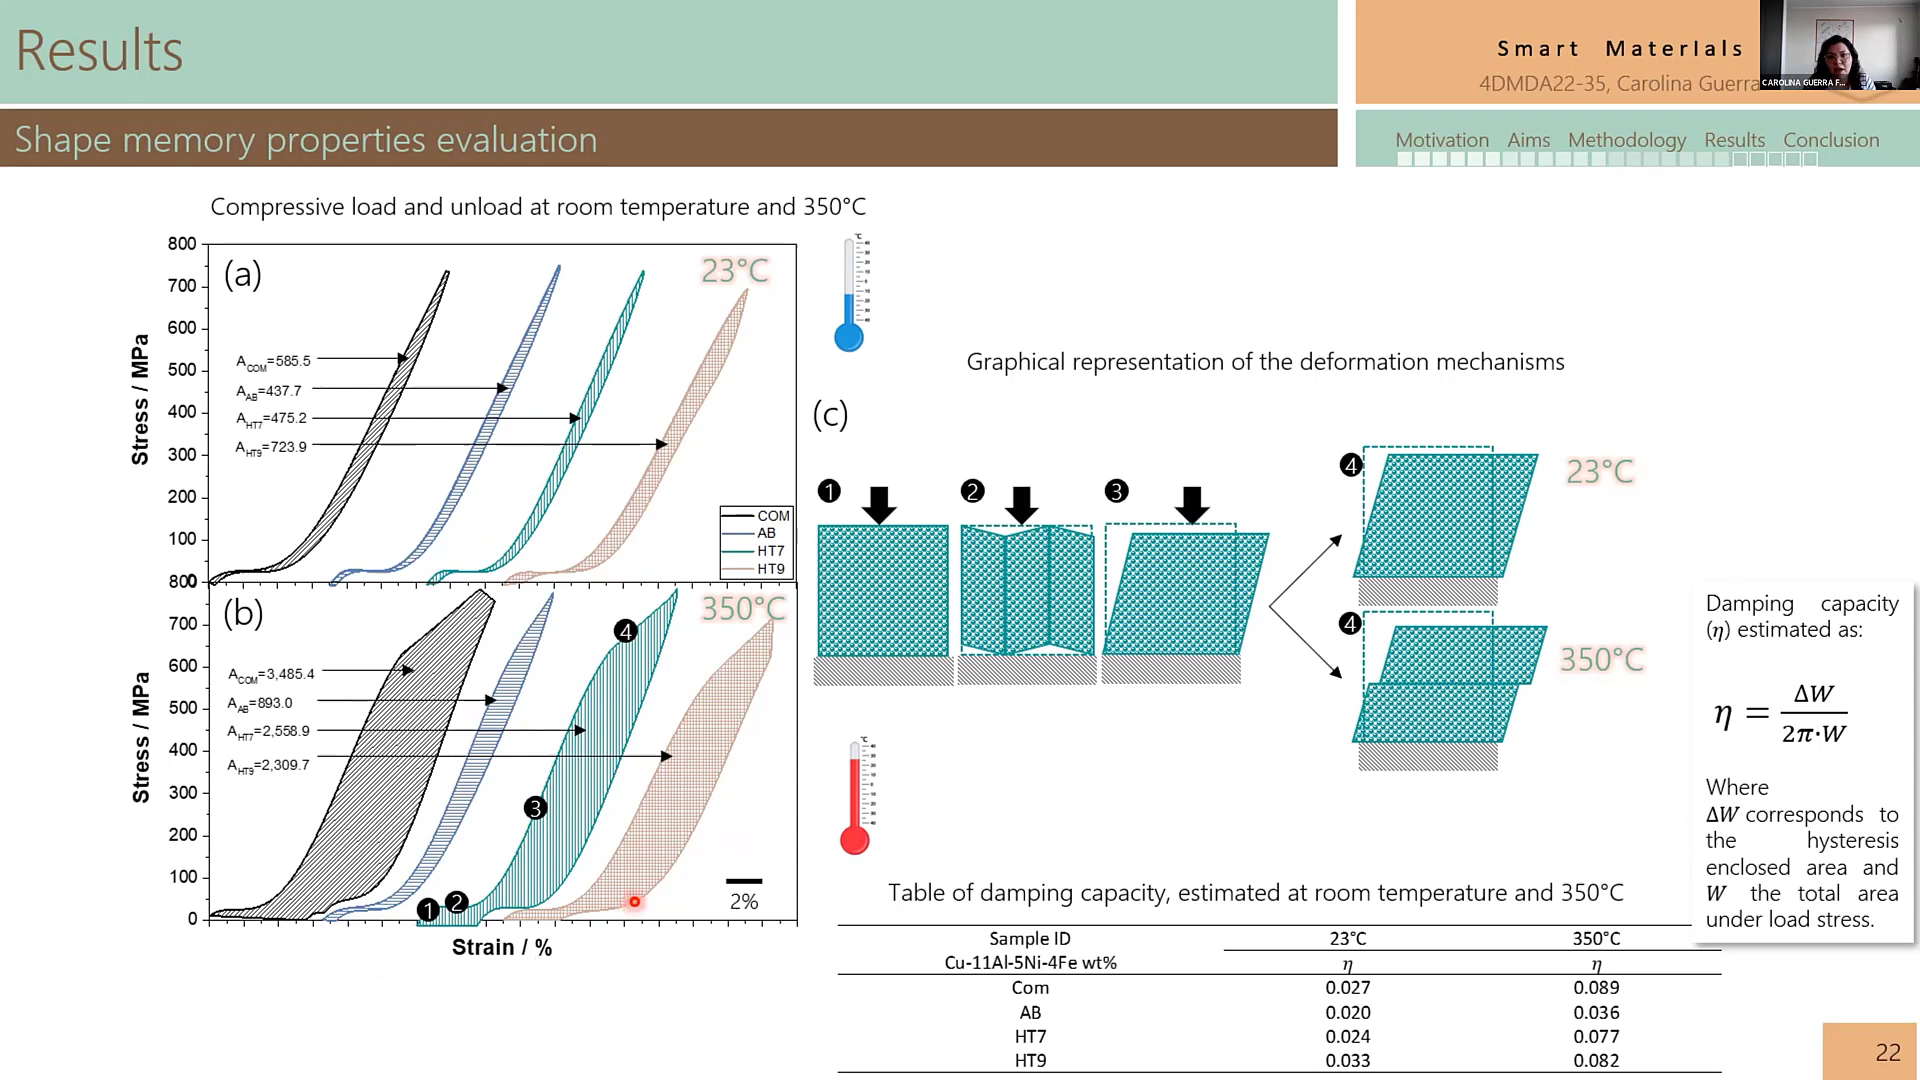 Results
Smart MaterIals
4DMDA22-35, Carolina Guerra
CAROLINA GUERRA F...
Shape memory properties evaluation
Motivation Aims Methodology Results Conclusion
Compressive load and unload at room temperature and 350°C
800
700
600
500
400
300
200
100
0
Stress / MPa
(a)
23°C
A_COM=585.5
A_AB=437.7
A_HT7=475.2
A_HT9=723.9
COM
AB
HT7
HT9
800
700
600
500
400
300
200
100
0
Stress / MPa
(b)
350°C
A_COM=3,485.4
A_AB=893.0
A_HT7=2,558.9
A_HT9=2,309.7
1
2
3
4
2%
Strain / %
°C
°C
Graphical representation of the deformation mechanisms
(c)
1
2
3
4
23°C
4
350°C
Damping capacity
(η) estimated as:
η = ΔW / 2π·W
Where
ΔW corresponds to
the hysteresis
enclosed area and
W the total area
under load stress.
Table of damping capacity, estimated at room temperature and 350°C
Sample ID 23°C 350°C
Cu-11Al-5Ni-4Fe wt% η η
Com 0.027 0.089
AB 0.020 0.036
HT7 0.024 0.077
HT9 0.033 0.082
22